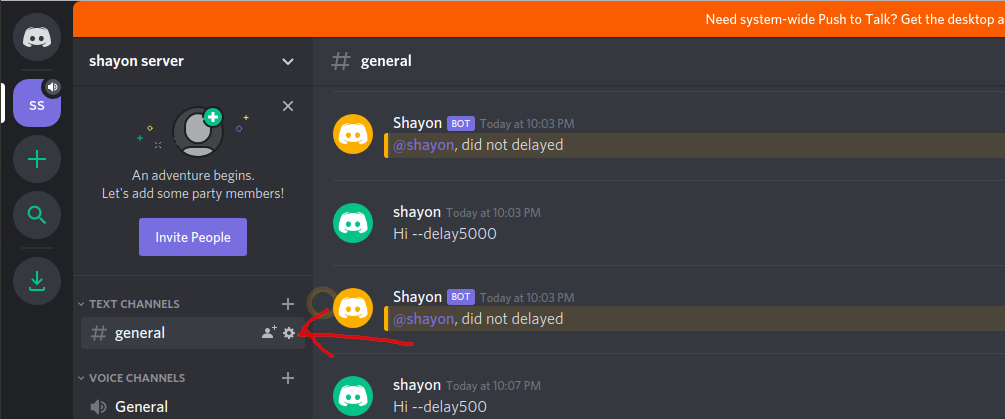 Need system-wide Push to Talk? Get the desktop a
shayon server
general
SS
An adventure begins.
Let's add some party members!
Invite People
TEXT CHANNELS
general
VOICE CHANNELS
General
Shayon BOT Today at 10:03 PM
@shayon, did not delayed
shayon Today at 10:03 PM
Hi --delay5000
Shayon BOT Today at 10:03 PM
@shayon, did not delayed
shayon Today at 10:07 PM
Hi --delay500